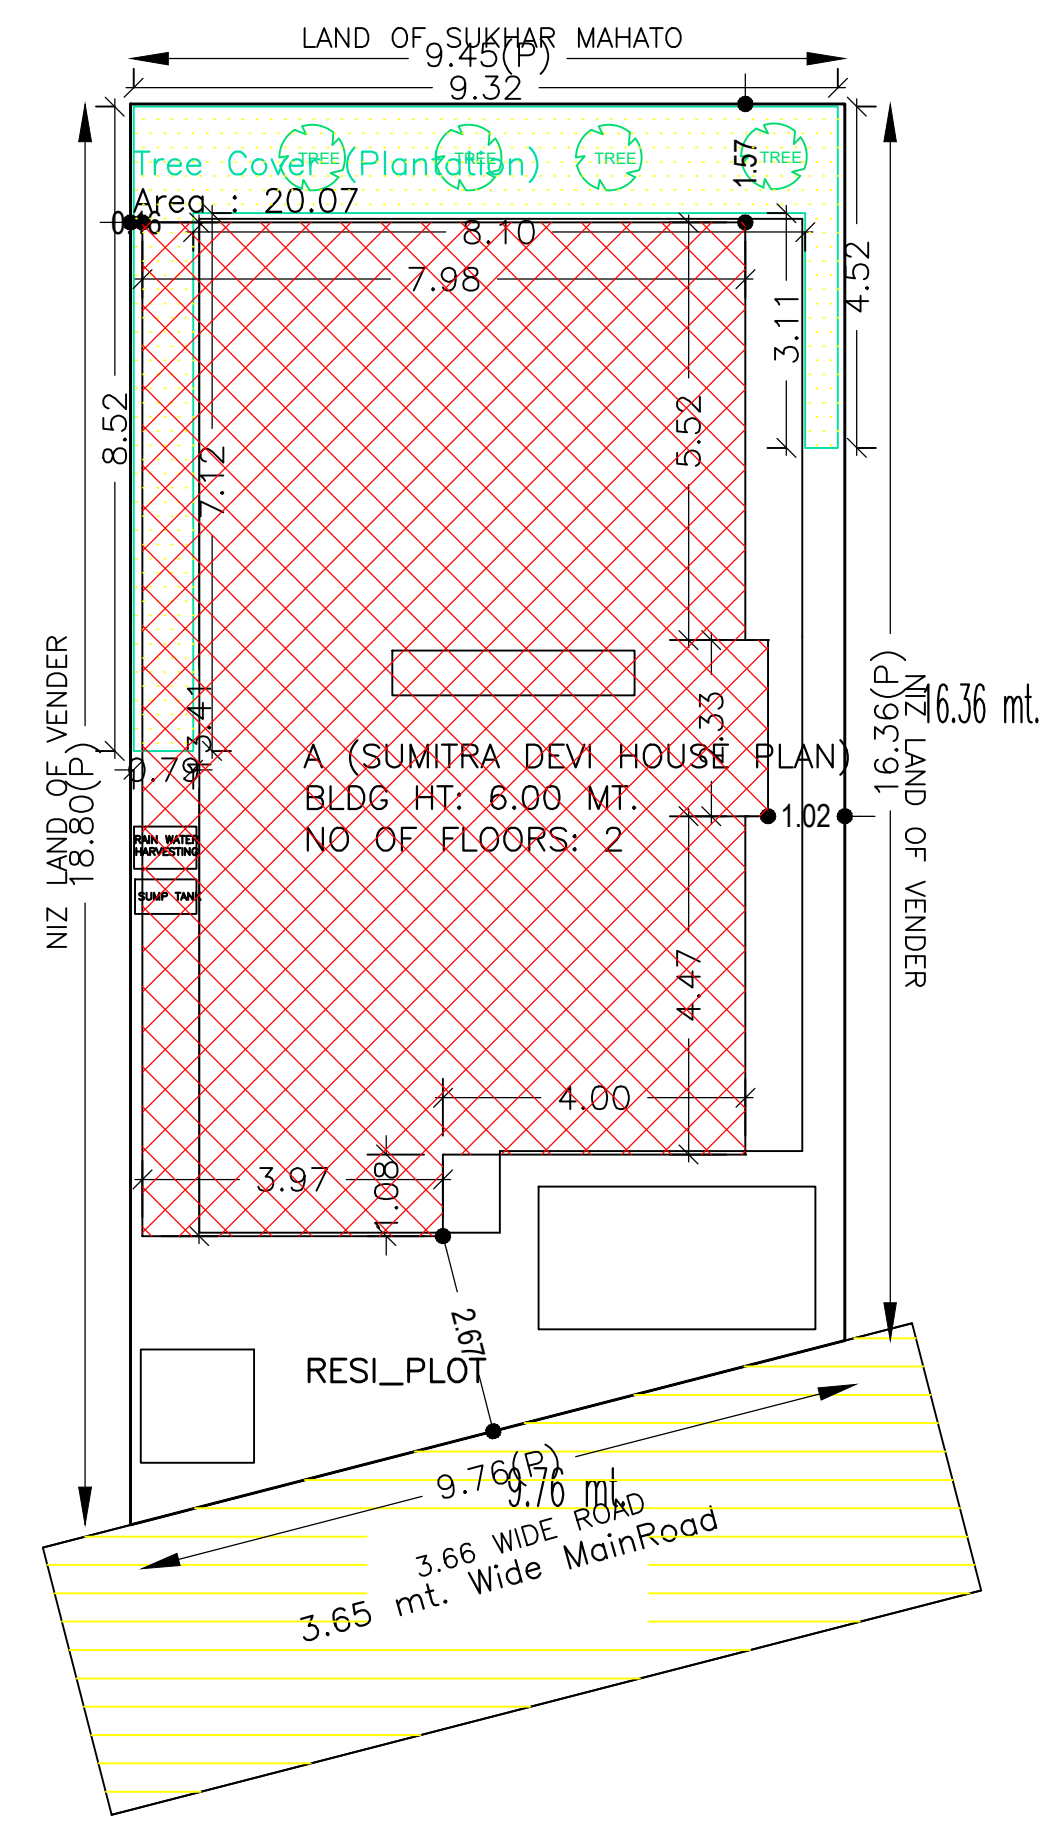 LAND OF SUKHAR MAHATO
9.45(P)
9.32
TREE
TREE
TREE
TREE
Tree Cover (Plantation)
Area : 20.07
1.57
8.10
7.98
4.52
3.11
8.52
7.12
5.52
3.41
0.79
NIZ LAND OF VENDER
18.80(P)
16.36(P)
NIZ LAND OF VENDER
16.36 mt.
A (SUMITRA DEVI HOUSE PLAN)
BLDG HT: 6.00 MT.
NO OF FLOORS: 2
1.02
RAIN WATER
HARVESTING
SUMP TANK
4.47
4.00
3.97
1.08
2.67
RESI_PLOT
9.76(P)
9.76 mt.
3.66 WIDE ROAD
3.65 mt. Wide MainRoad